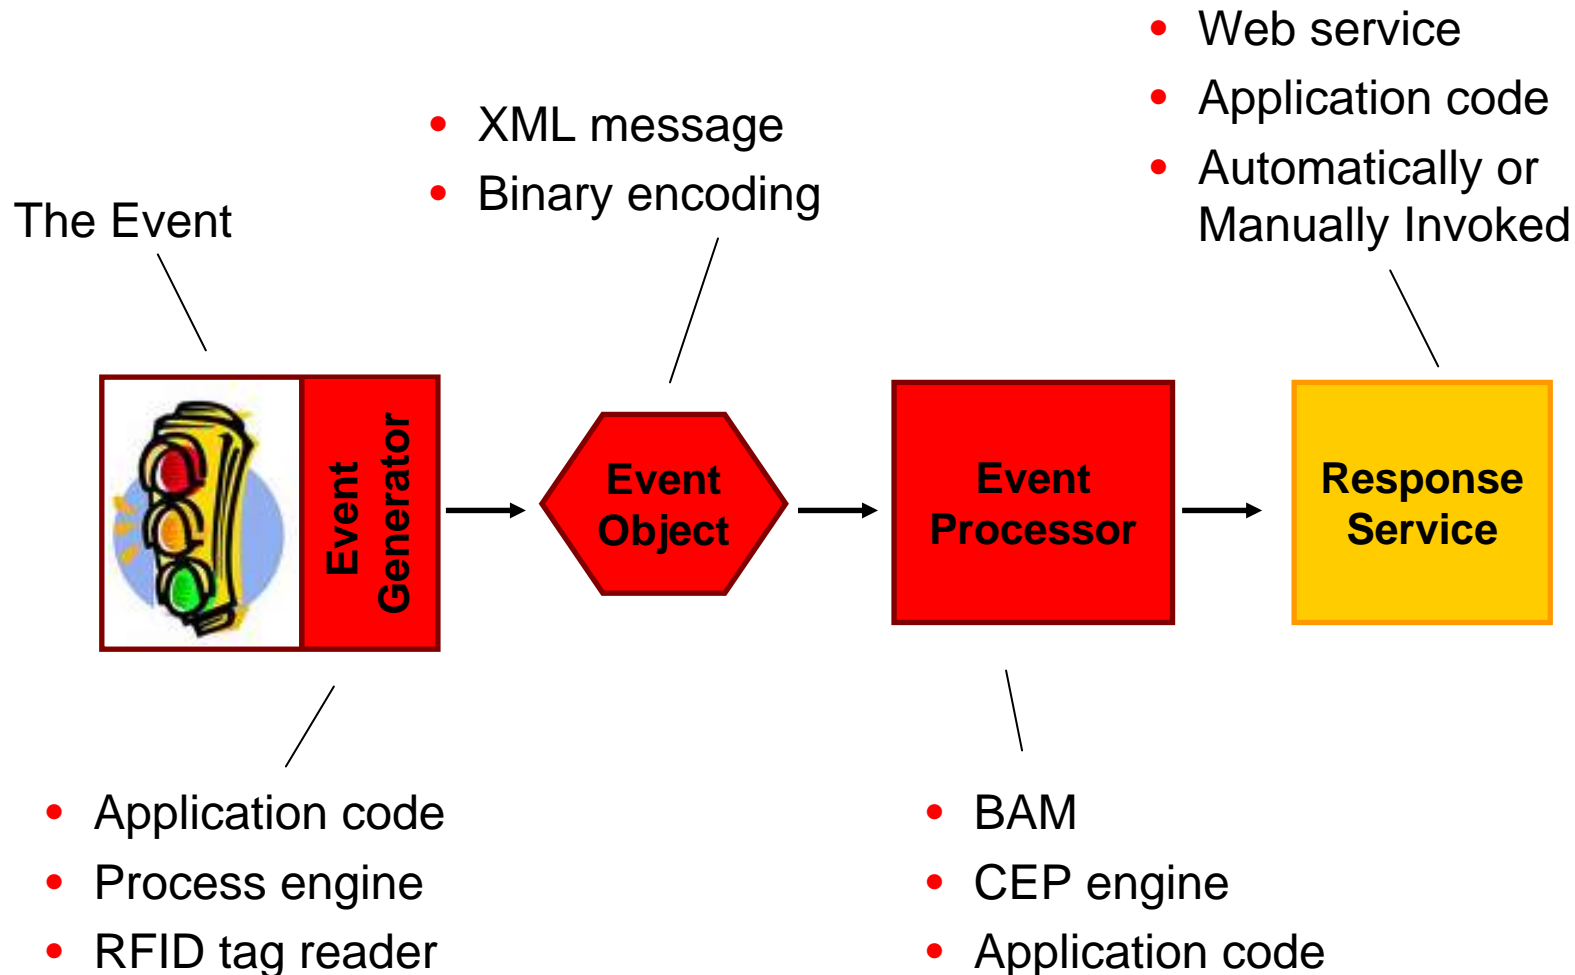 Web service
Application code
Automatically or
Manually Invoked
XML message
Binary encoding
The Event
Event
Generator
Event
Object
Event
Processor
Response
Service
Application code
Process engine
RFID tag reader
BAM
CEP engine
Application code